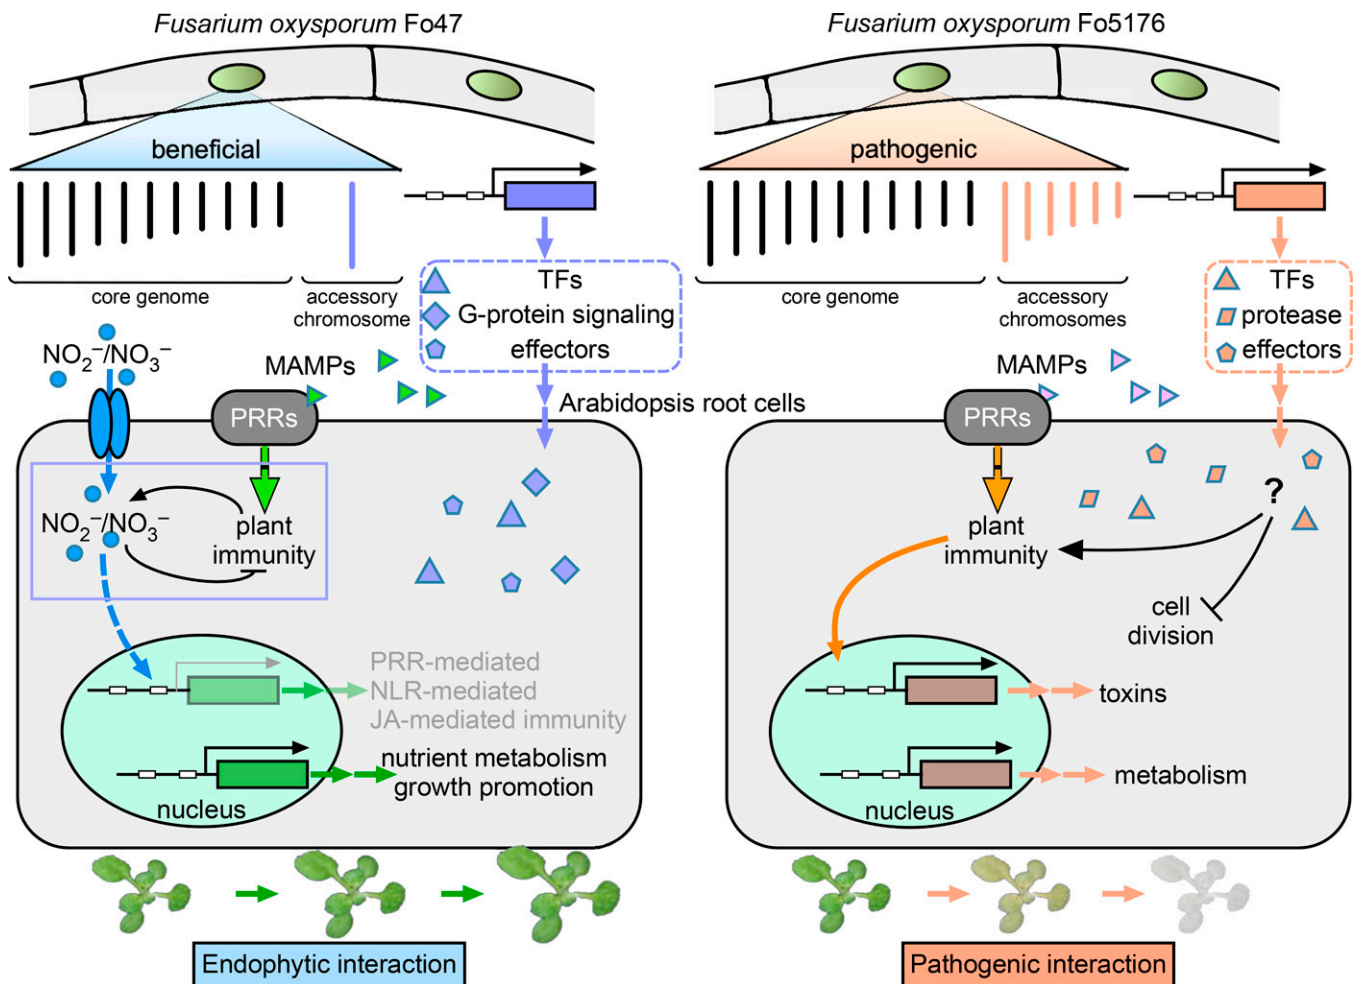 Fusarium oxysporum Fo47
beneficial
core genome
accessory
chromosome
TFs
G-protein signaling
effectors
NO₂⁻/NO₃⁻
MAMPs
PRRs
Arabidopsis root cells
NO₂⁻/NO₃⁻
plant
immunity
PRR-mediated
NLR-mediated
JA-mediated immunity
nutrient metabolism
growth promotion
nucleus
Endophytic interaction
Fusarium oxysporum Fo5176
pathogenic
core genome
accessory
chromosomes
TFs
protease
effectors
MAMPs
PRRs
?
plant
immunity
cell
division
toxins
metabolism
nucleus
Pathogenic interaction